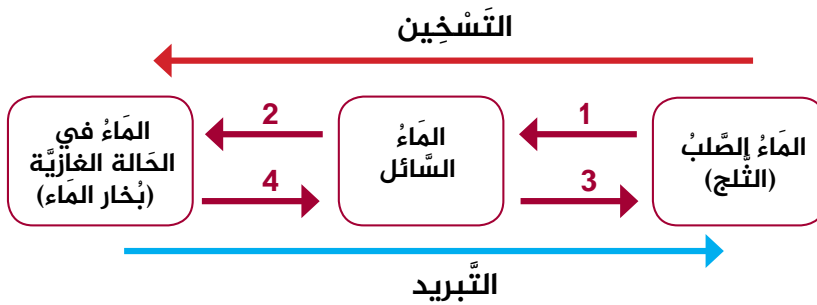 التَسْخِين
المَاءُ الصَّلبُ
(الثَّلج)
1
3
المَاءُ
السَّائل
2
4
المَاءُ في
الحَالة الغازيَّة
(بُخار المَاء)
التَّبريد